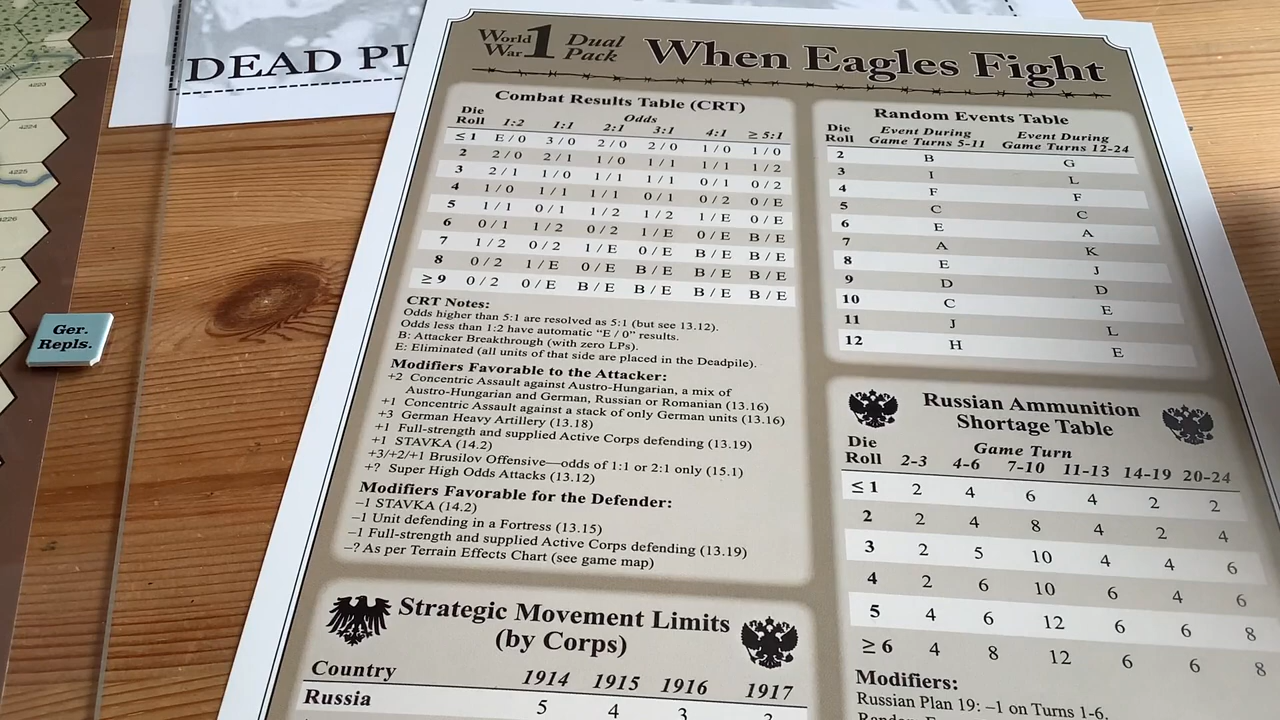 4223
4224
4225
4226
DEAD PI
Ger.
Repls.
World War 1 Dual Pack
When Eagles Fight
Combat Results Table (CRT)
Die Roll
Odds
1:2 1:1 2:1 3:1 4:1 ≥ 5:1
≤ 1 E / 0 3 / 0 2 / 0 2 / 0 1 / 0 1 / 0
2 2 / 0 2 / 1 1 / 0 1 / 1 1 / 1 1 / 2
3 2 / 1 1 / 0 1 / 1 1 / 1 0 / 1 0 / 2
4 1 / 0 1 / 1 1 / 1 0 / 1 0 / 2 0 / E
5 1 / 1 0 / 1 1 / 2 1 / 2 1 / E 0 / E
6 0 / 1 1 / 2 0 / 2 1 / E 0 / E B / E
7 1 / 2 0 / 2 1 / E 0 / E B / E B / E
8 0 / 2 1 / E 0 / E B / E B / E B / E
≥ 9 0 / 2 0 / E B / E B / E B / E B / E
CRT Notes:
Odds higher than 5:1 are resolved as 5:1 (but see 13.12).
Odds less than 1:2 have automatic “E / 0” results.
B: Attacker Breakthrough (with zero LPs).
E: Eliminated (all units of that side are placed in the Deadpile).
Modifiers Favorable to the Attacker:
+2 Concentric Assault against Austro-Hungarian, a mix of
Austro-Hungarian and German, Russian or Romanian (13.16)
+1 Concentric Assault against a stack of only German units (13.16)
+3 German Heavy Artillery (13.18)
+1 Full-strength and supplied Active Corps defending (13.19)
+1 STAVKA (14.2)
+3/+2/+1 Brusilov Offensive—odds of 1:1 or 2:1 only (15.1)
+? Super High Odds Attacks (13.12)
Modifiers Favorable for the Defender:
–1 STAVKA (14.2)
–1 Unit defending in a Fortress (13.15)
–1 Full-strength and supplied Active Corps defending (13.19)
–? As per Terrain Effects Chart (see game map)
Strategic Movement Limits
(by Corps)
Country 1914 1915 1916 1917
Russia 5 4 3
Random Events Table
Die Roll
Event During Game Turns 5-11
Event During Game Turns 12-24
2 B G
3 I L
4 F F
5 C C
6 E A
7 A K
8 E J
9 D D
10 C E
11 J L
12 H E
Russian Ammunition
Shortage Table
Die Roll
Game Turn
2-3 4-6 7-10 11-13 14-19 20-24
≤ 1 2 4 6 4 2 2
2 2 4 8 4 2 4
3 2 5 10 4 4 6
4 2 6 10 6 4 6
5 4 6 12 6 6 8
≥ 6 4 8 12 6 6 8
Modifiers:
Russian Plan 19: –1 on Turns 1-6.